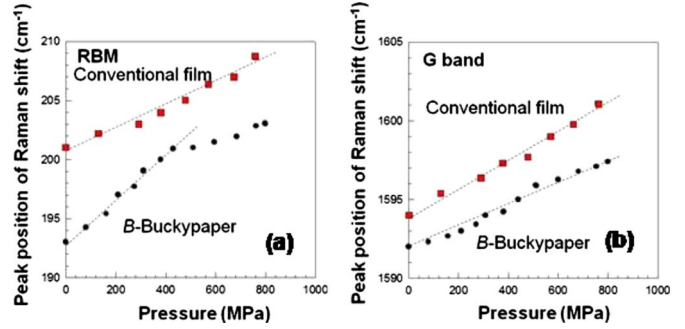 Peak position of Raman shift (cm⁻¹)
210
205
200
195
190
RBM
Conventional film
B-Buckypaper
(a)
0 200 400 600 800 1000
Pressure (MPa)
Peak position of Raman shift (cm⁻¹)
1605
1600
1595
1590
G band
Conventional film
B-Buckypaper
(b)
0 200 400 600 800 1000
Pressure (MPa)